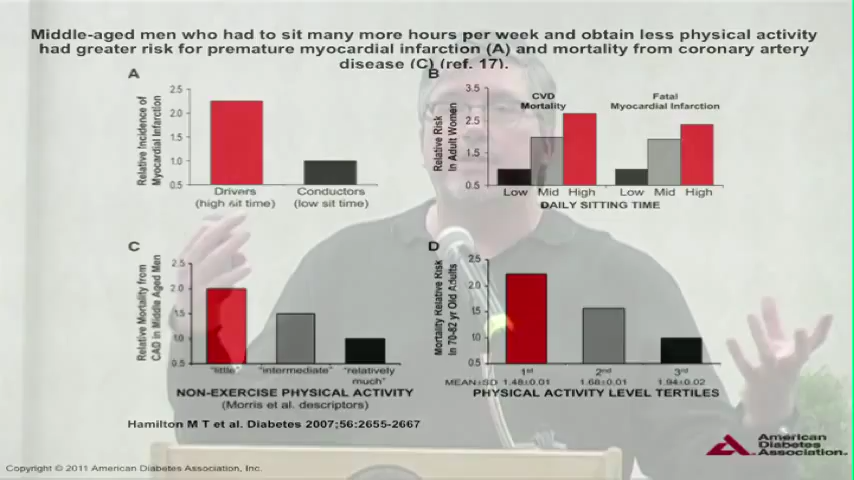 Middle-aged men who had to sit many more hours per week and obtain less physical activity
had greater risk for premature myocardial infarction (A) and mortality from coronary artery
disease (C) (ref. 17).
A
Relative Incidence of
Myocardial Infarction
2.5
2.0
1.5
1.0
0.5
Drivers
(high sit time)
Conductors
(low sit time)
B
Relative Risk
In Adult Women
3.5
2.5
1.5
0.5
CVD
Mortality
Fatal
Myocardial Infarction
Low Mid High Low Mid High
DAILY SITTING TIME
C
Relative Mortality from
CAD in Middle Aged Men
2.5
2.0
1.5
1.0
0.5
"little" "intermediate" "relatively
much"
NON-EXERCISE PHYSICAL ACTIVITY
(Morris et al. descriptors)
D
Mortality Relative Risk
In 70-82 yr Old Adults
2.5
2.0
1.5
1.0
0.5
1st 2nd 3rd
MEAN±SD 1.48±0.01 1.68±0.01 1.94±0.02
PHYSICAL ACTIVITY LEVEL TERTILES
Hamilton M T et al. Diabetes 2007;56:2655-2667
American
Diabetes
Association.
Copyright © 2011 American Diabetes Association, Inc.